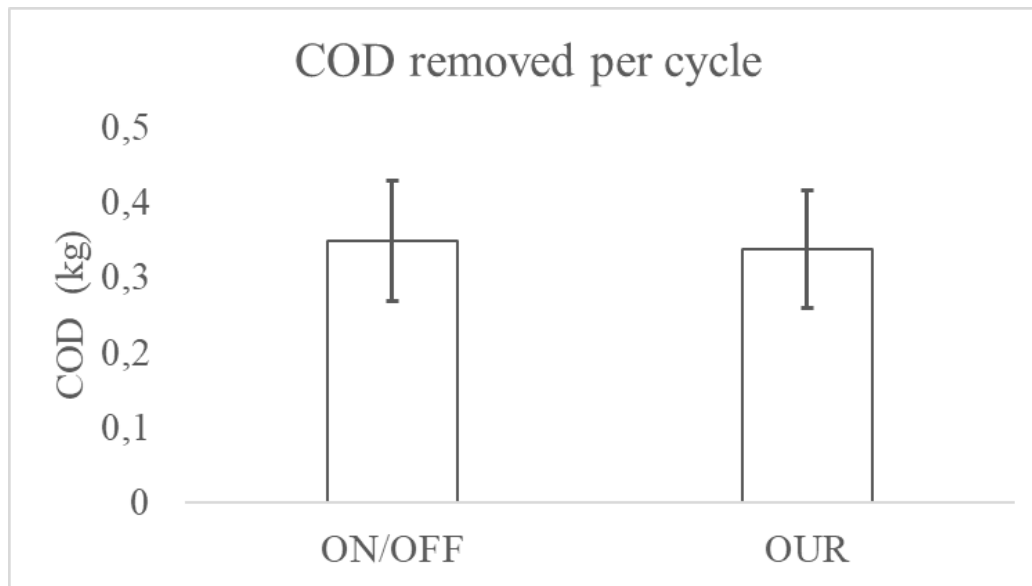 COD removed per cycle
0,5
0,4
0,3
0,2
0,1
0
COD (kg)
ON/OFF
OUR